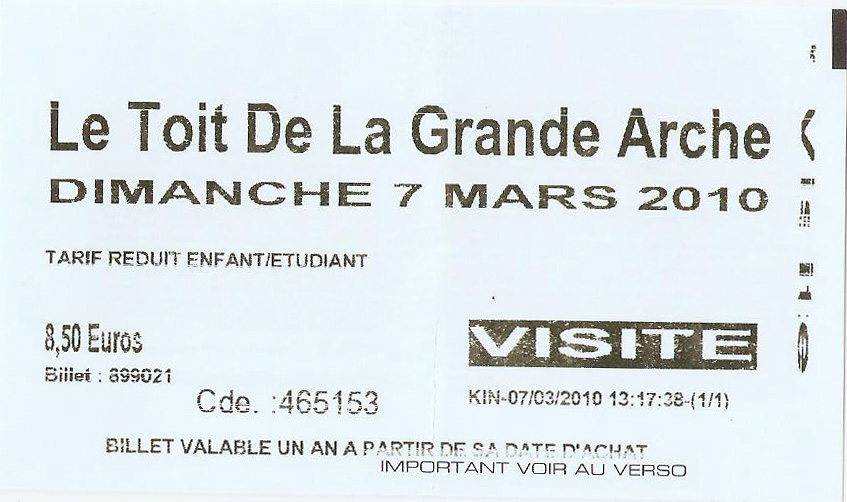 Le Toit De La Grande Arche
DIMANCHE 7 MARS 2010
TARIF REDUIT ENFANT/ETUDIANT
8,50 Euros
VISITE
Billet : 899021
Cde. :465153
KIN-07/03/2010 13:17:38-(1/1)
BILLET VALABLE UN AN A PARTIR DE SA DATE D'ACHAT
IMPORTANT VOIR AU VERSO